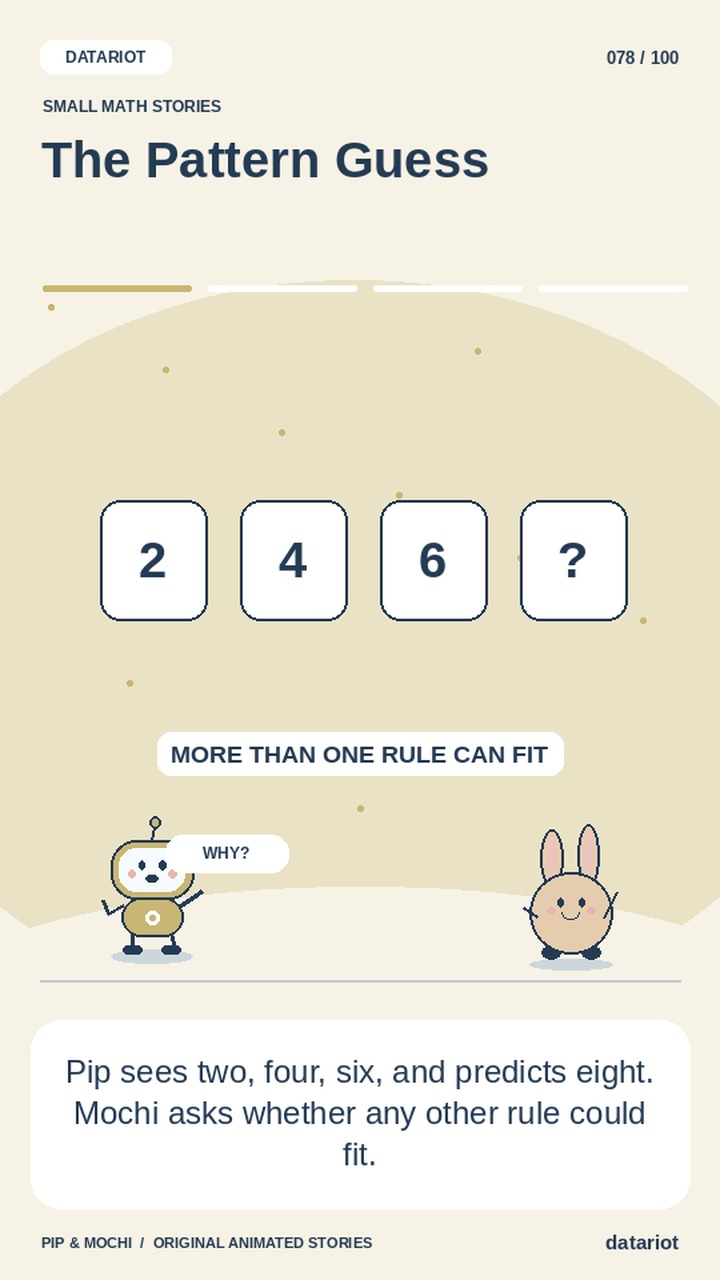 DATARIOT
078 / 100
SMALL MATH STORIES
The Pattern Guess
2 4 6 ?
MORE THAN ONE RULE CAN FIT
WHY?
Pip sees two, four, six, and predicts eight.
Mochi asks whether any other rule could
fit.
PIP & MOCHI / ORIGINAL ANIMATED STORIES
datariot